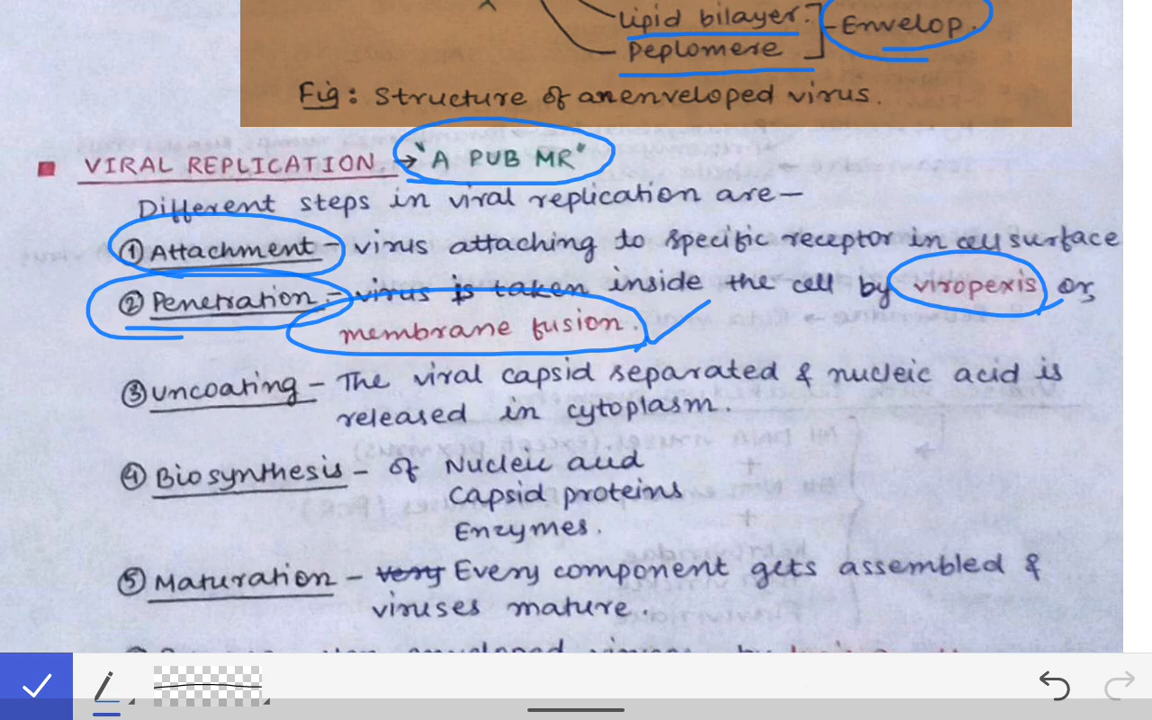 Lipid bilayer.
Envelop.
Peplomere
Fig: Structure of an enveloped virus.
VIRAL REPLICATION. → "A PUB MR"
Different steps in viral replication are—
① Attachment – virus attaching to specific receptor in cell surface
② Penetration – virus is taken inside the cell by viropexis or,
membrane fusion.
③ Uncoating – The viral capsid separated & nucleic acid is
released in cytoplasm.
④ Biosynthesis – of Nucleic acid
Capsid proteins
Enzymes.
⑤ Maturation – very Every component gets assembled &
viruses mature.